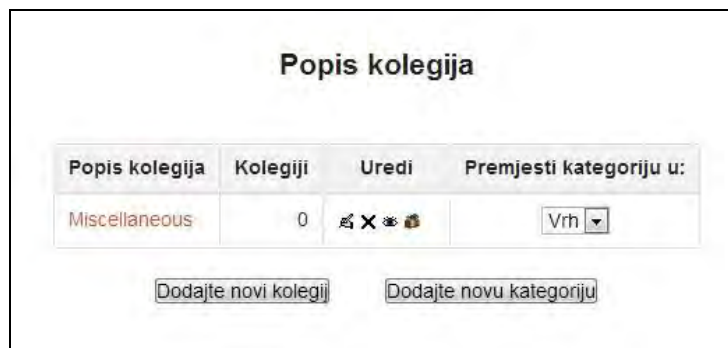 Popis kolegija
Popis kolegija Kolegiji Uredi Premjesti kategoriju u:
Miscellaneous 0 Vrh
Dodajte novi kolegij Dodajte novu kategoriju